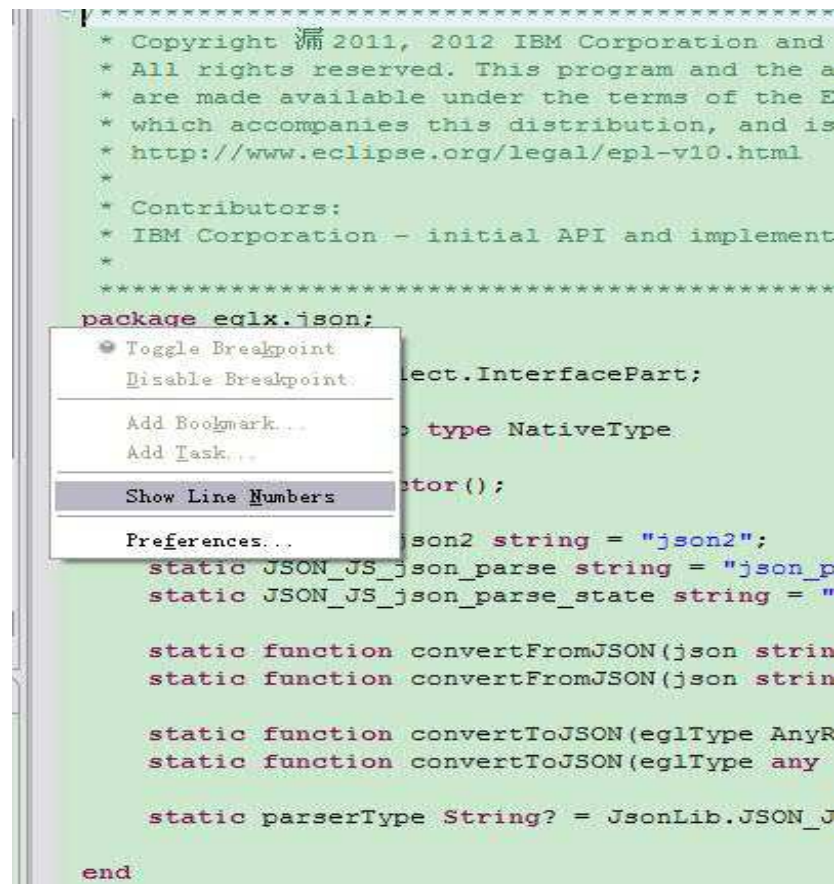 /*******************************************
* Copyright 漏 2011, 2012 IBM Corporation and
* All rights reserved. This program and the a
* are made available under the terms of the E
* which accompanies this distribution, and is
* http://www.eclipse.org/legal/epl-v10.html
*
* Contributors:
* IBM Corporation - initial API and implement
*
*******************************************
package eglx.json;
Toggle Breakpoint
Disable Breakpoint
lect.InterfacePart;
Add Bookmark...
type NativeType
Add Task...
Show Line Numbers
tor();
Preferences...
json2 string = "json2";
static JSON_JS_json_parse string = "json_p
static JSON_JS_json_parse_state string = "
static function convertFromJSON(json strin
static function convertFromJSON(json strin
static function convertToJSON(eglType AnyR
static function convertToJSON(eglType any
static parserType String? = JsonLib.JSON_J
end